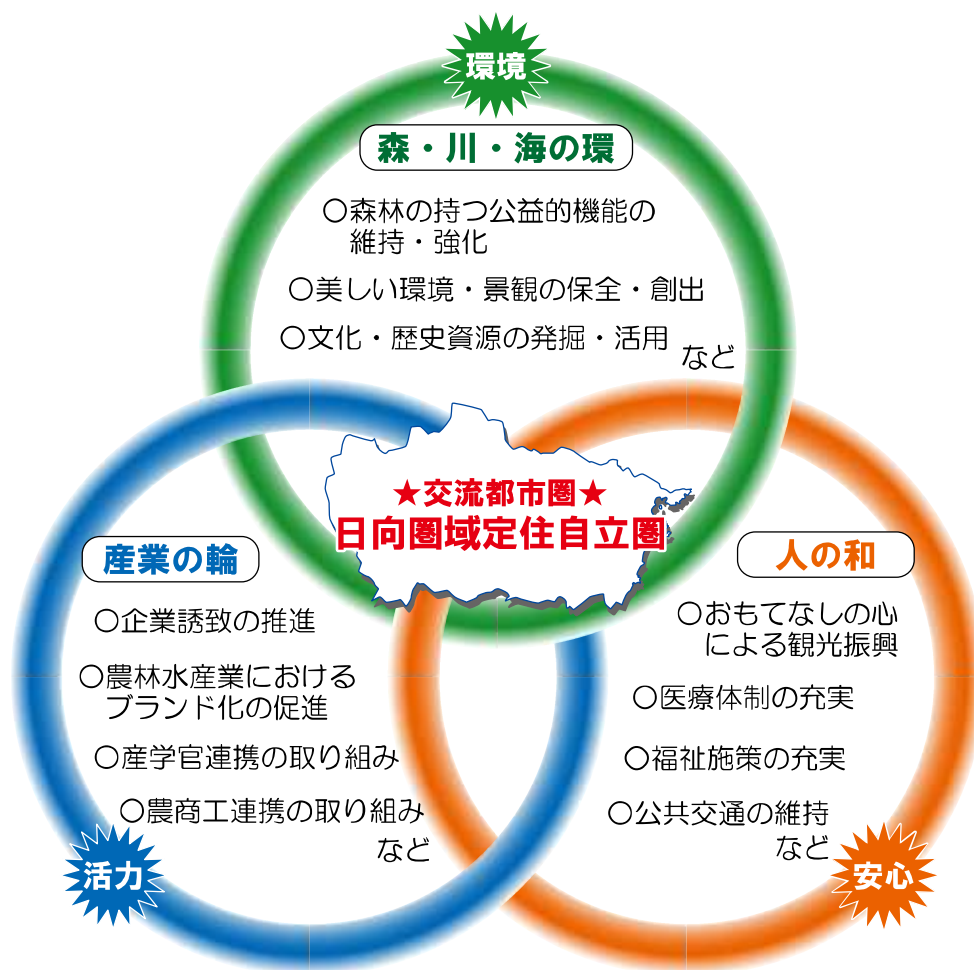 環境
森・川・海の環
○森林の持つ公益的機能の
維持・強化
○美しい環境・景観の保全・創出
○文化・歴史資源の発掘・活用
など
★交流都市圏★
日向圏域定住自立圏
産業の輪
○企業誘致の推進
○農林水産業における
ブランド化の促進
○産学官連携の取り組み
○農商工連携の取り組み
など
活力
人の和
○おもてなしの心
による観光振興
○医療体制の充実
○福祉施策の充実
○公共交通の維持
など
安心